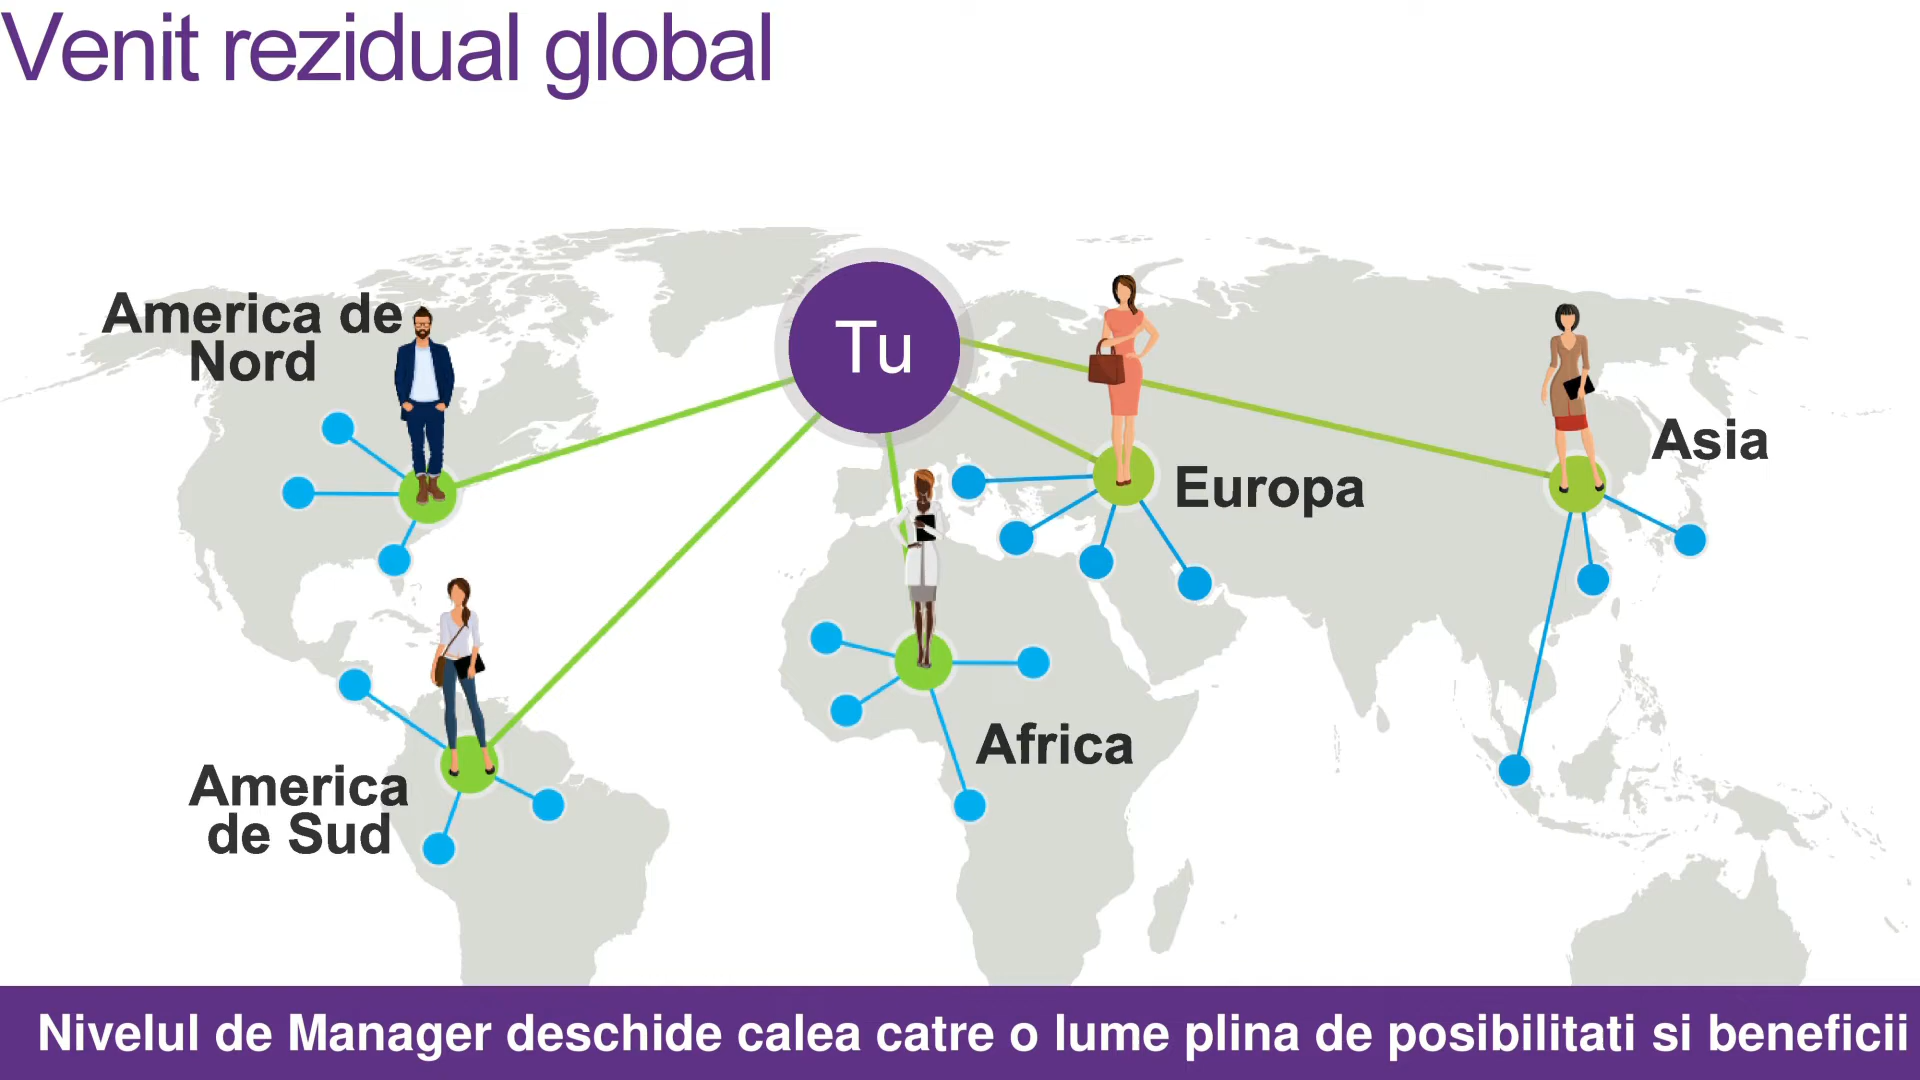 Venit rezidual global
Tu
America de
Nord
Asia
Europa
Africa
America
de Sud
Nivelul de Manager deschide calea catre o lume plina de posibilitati si beneficii